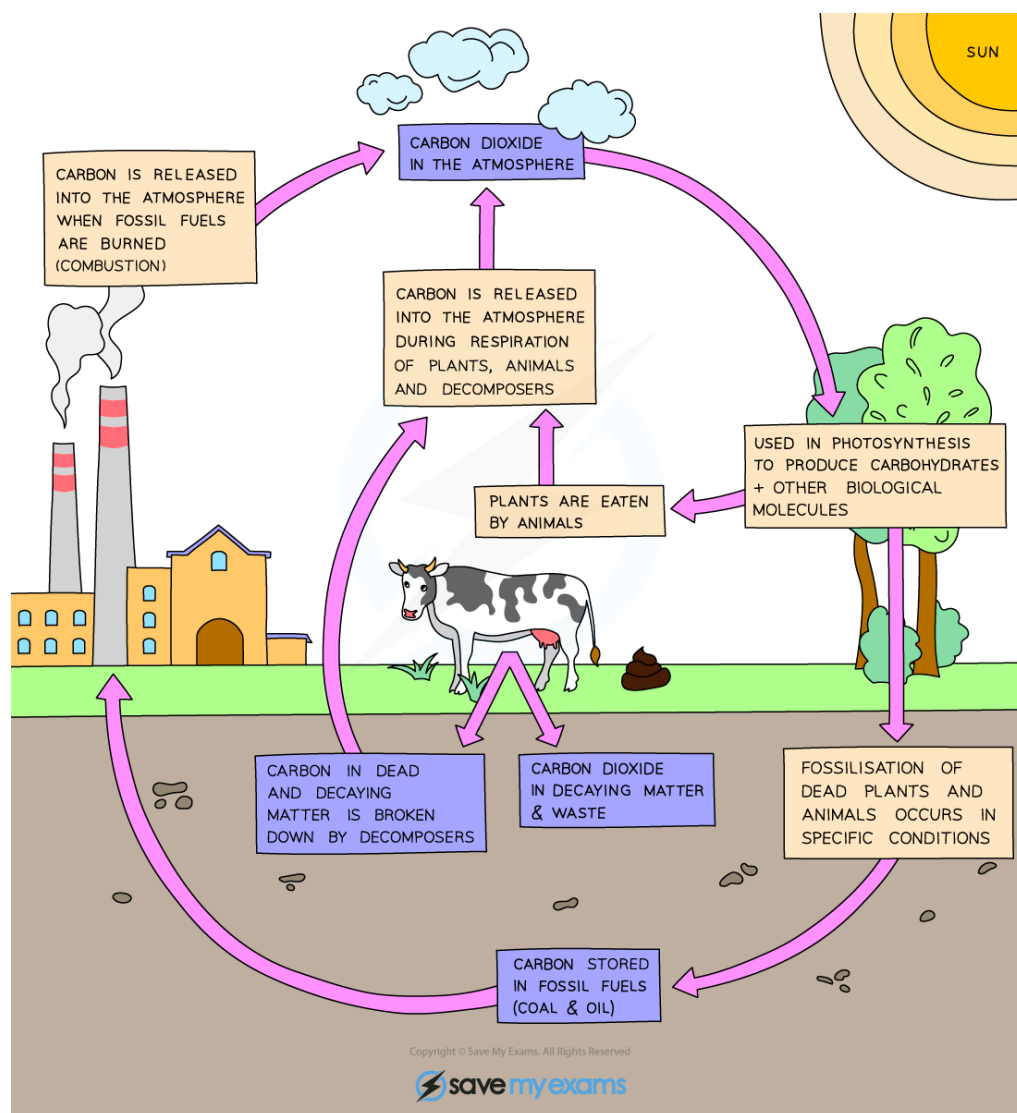 SUN
CARBON DIOXIDE
IN THE ATMOSPHERE
CARBON IS RELEASED
INTO THE ATMOSPHERE
WHEN FOSSIL FUELS
ARE BURNED
(COMBUSTION)
CARBON IS RELEASED
INTO THE ATMOSPHERE
DURING RESPIRATION
OF PLANTS, ANIMALS
AND DECOMPOSERS
USED IN PHOTOSYNTHESIS
TO PRODUCE CARBOHYDRATES
+ OTHER BIOLOGICAL
MOLECULES
PLANTS ARE EATEN
BY ANIMALS
CARBON IN DEAD
AND DECAYING
MATTER IS BROKEN
DOWN BY DECOMPOSERS
CARBON DIOXIDE
IN DECAYING MATTER
& WASTE
FOSSILISATION OF
DEAD PLANTS AND
ANIMALS OCCURS IN
SPECIFIC CONDITIONS
CARBON STORED
IN FOSSIL FUELS
(COAL & OIL)
Copyright © Save My Exams. All Rights Reserved
savemyexams